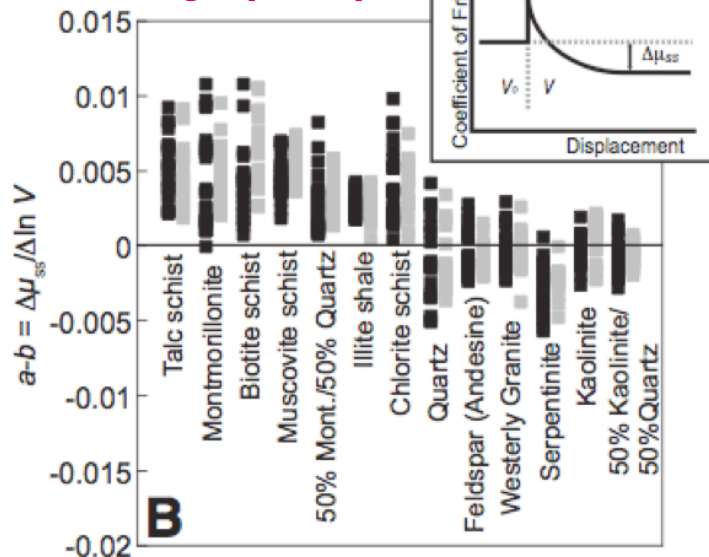 0.015
0.01
0.005
0
-0.005
-0.01
-0.015
-0.02
a-b = Δμss/Δln V
Coefficient of Fr
Δμss
V₀
V
Displacement
Talc schist
Montmorillonite
Biotite schist
Muscovite schist
50% Mont./50% Quartz
Illite shale
Chlorite schist
Quartz
Feldspar (Andesine)
Westerly Granite
Serpentinite
Kaolinite
50% Kaolinite/
50%Quartz
B